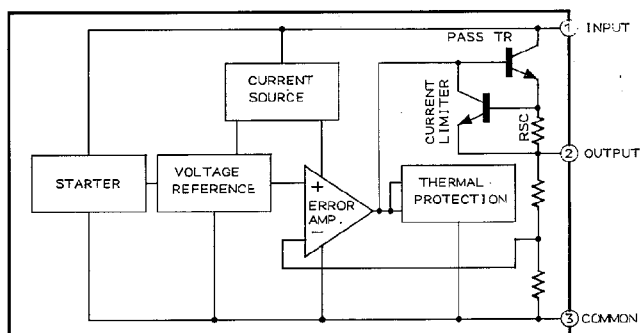 1 INPUT
PASS TR
CURRENT
SOURCE
CURRENT
LIMITER
RSC
2 OUTPUT
STARTER
VOLTAGE
REFERENCE
+
ERROR
AMP.
−
THERMAL
PROTECTION
3 COMMON